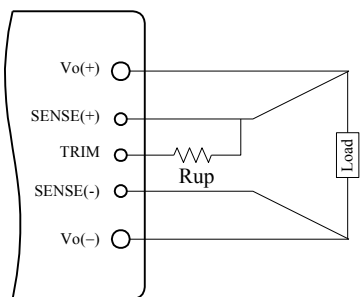 Vo(+)
SENSE(+)
TRIM
Rup
SENSE(-)
Vo(−)
Load